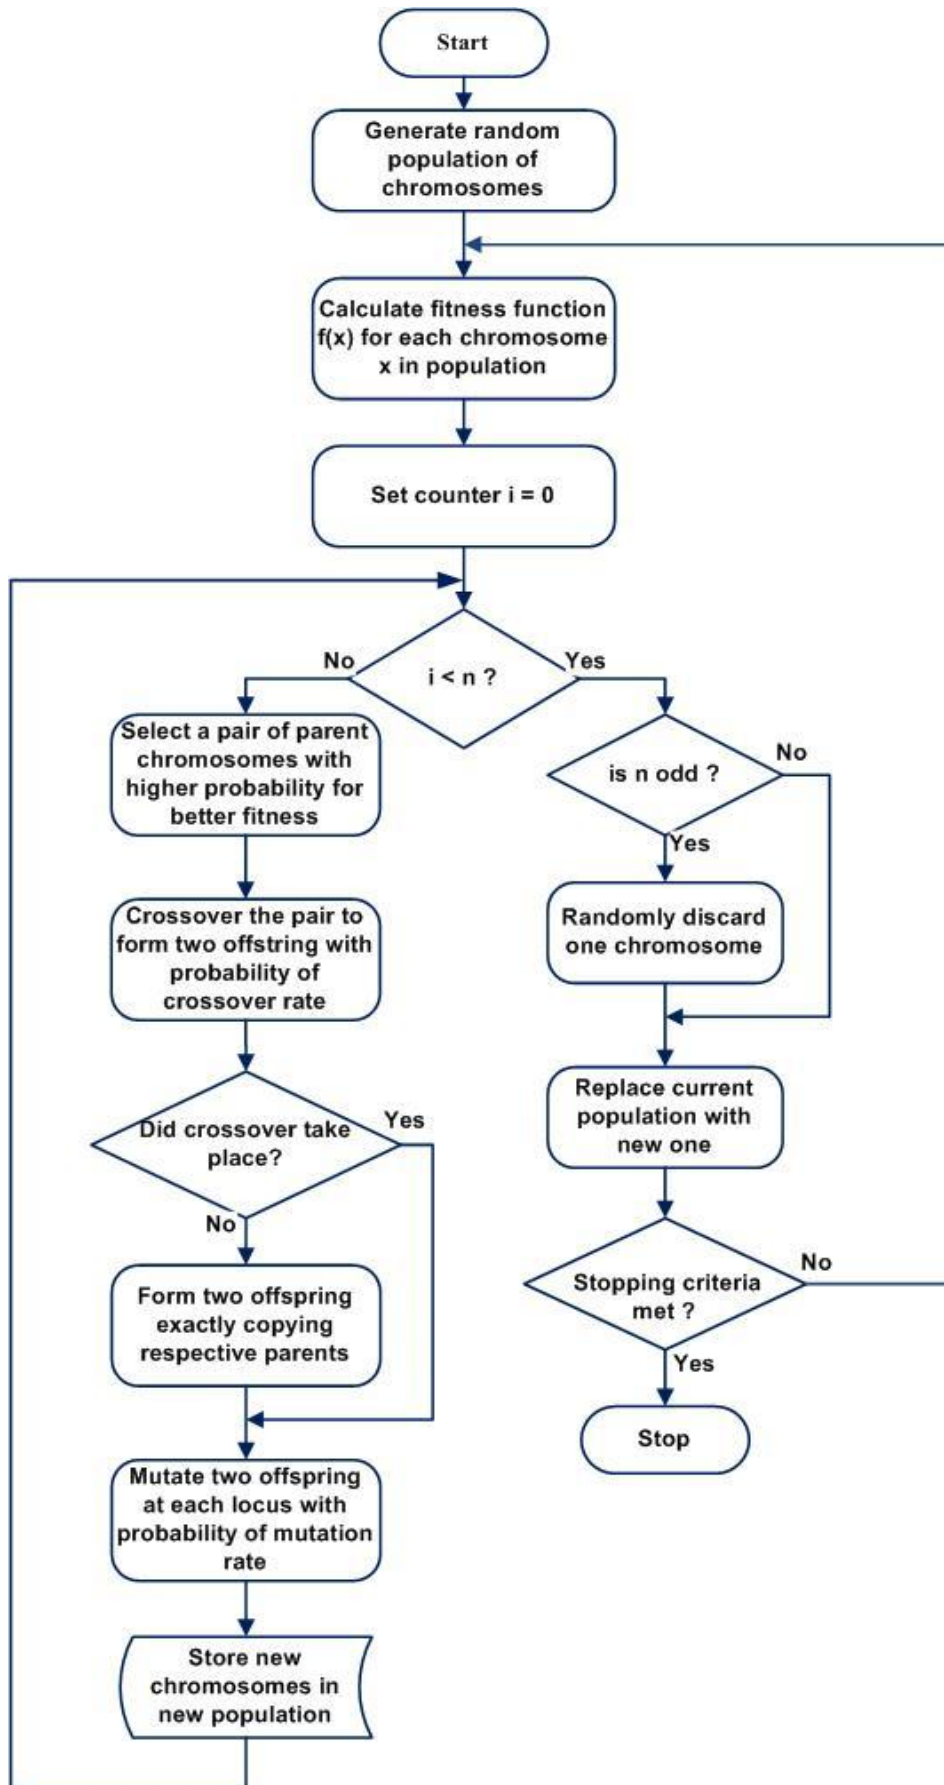 Start
Generate random
population of
chromosomes
Calculate fitness function
f(x) for each chromosome
x in population
Set counter i = 0
i < n ?
No
Yes
Select a pair of parent
chromosomes with
higher probability for
better fitness
Crossover the pair to
form two offstring with
probability of
crossover rate
Did crossover take
place?
Yes
No
Form two offspring
exactly copying
respective parents
Mutate two offspring
at each locus with
probability of mutation
rate
Store new
chromosomes in
new population
is n odd ?
No
Yes
Randomly discard
one chromosome
Replace current
population with
new one
Stopping criteria
met ?
No
Yes
Stop